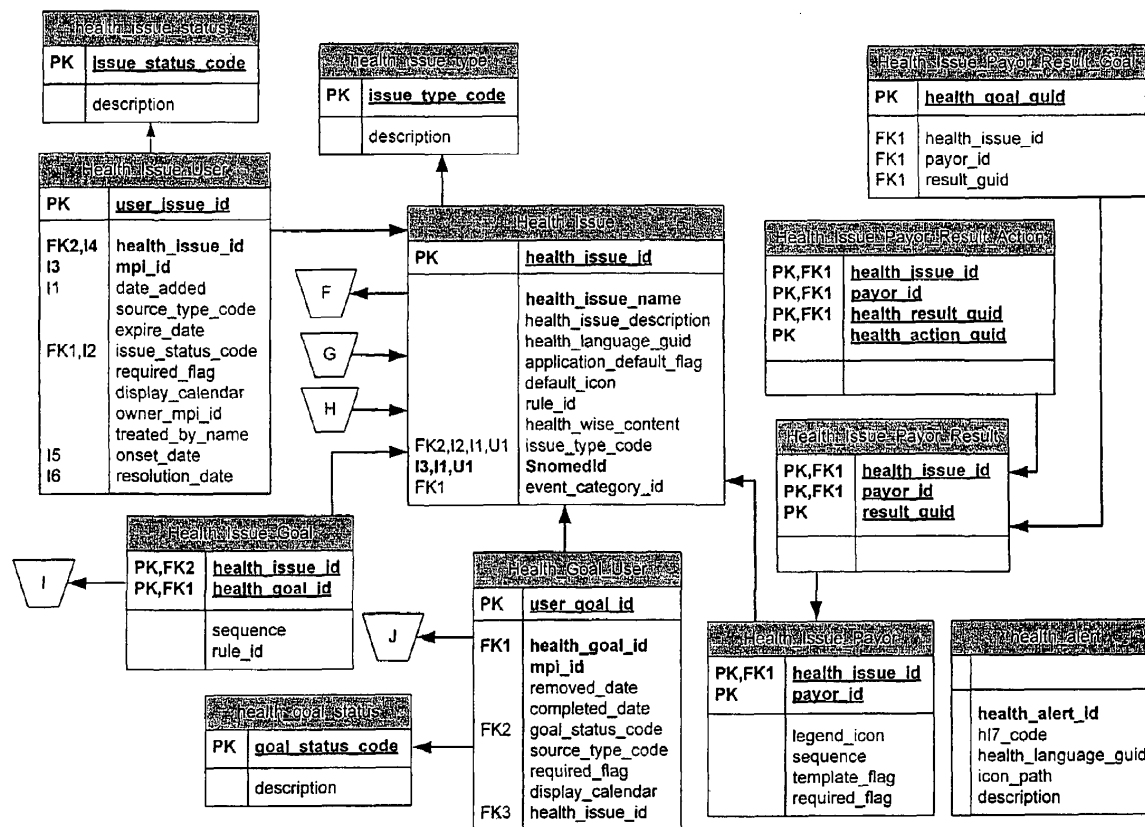 health_issue_status
PK issue_status_code
description
health_issue_type
PK issue_type_code
description
Health_Issue_Payor_Result_Goal
PK health_goal_guid
FK1 health_issue_id
FK1 payor_id
FK1 result_guid
Health_Issue_User
PK user_issue_id
FK2,I4 health_issue_id
I3 mpi_id
I1 date_added
source_type_code
expire_date
FK1,I2 issue_status_code
required_flag
display_calendar
owner_mpi_id
treated_by_name
I5 onset_date
I6 resolution_date
Health_Issue
PK health_issue_id
health_issue_name
health_issue_description
health_language_guid
application_default_flag
default_icon
rule_id
health_wise_content
FK2,I2,I1,U1 issue_type_code
I3,I1,U1 SnomedId
FK1 event_category_id
F
G
H
Health_Issue_Payor_Result_Action
PK,FK1 health_issue_id
PK,FK1 payor_id
PK,FK1 health_result_guid
PK health_action_guid
Health_Issue_Payor_Result
PK,FK1 health_issue_id
PK,FK1 payor_id
PK result_guid
Health_Issue_Goal
PK,FK2 health_issue_id
PK,FK1 health_goal_id
sequence
rule_id
I
J
Health_Goal_User
PK user_goal_id
FK1 health_goal_id
mpi_id
removed_date
completed_date
FK2 goal_status_code
source_type_code
required_flag
display_calendar
FK3 health_issue_id
health_goal_status
PK goal_status_code
description
Health_Issue_Payor
PK,FK1 health_issue_id
PK payor_id
legend_icon
sequence
template_flag
required_flag
health_alert
health_alert_id
hl7_code
health_language_guid
icon_path
description